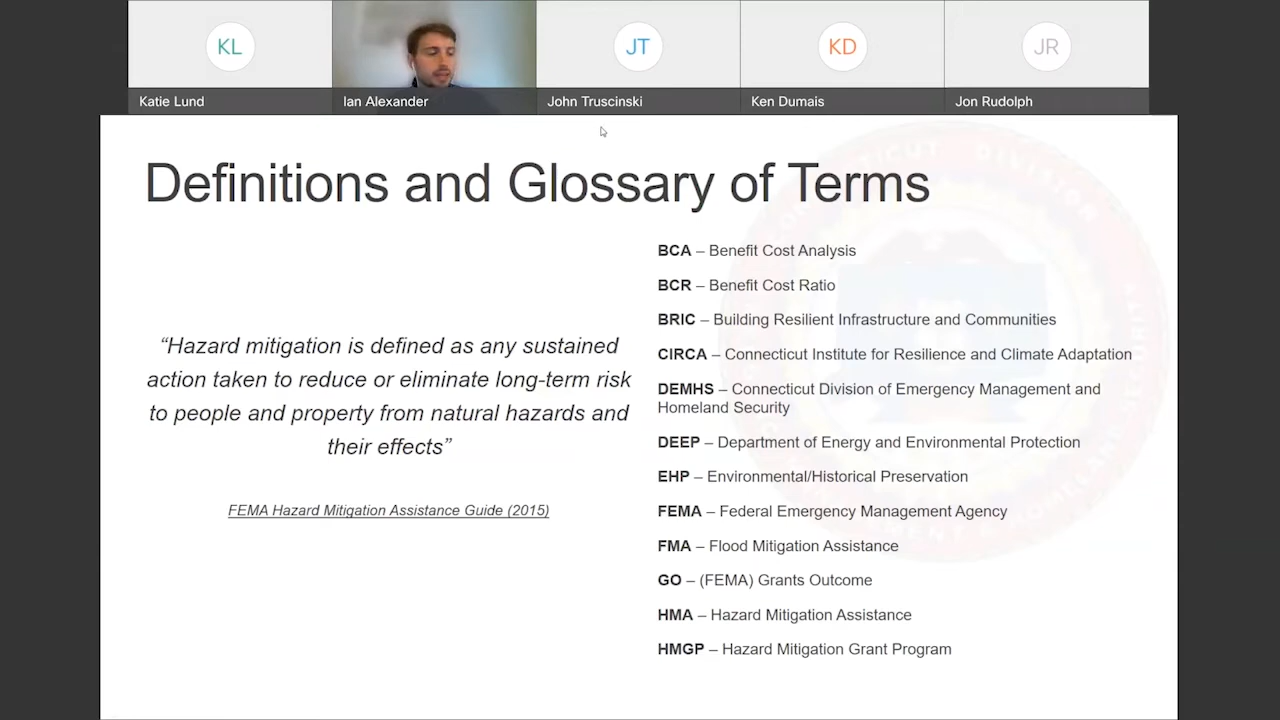 KL
JT
KD
JR
Katie Lund
Ian Alexander
John Truscinski
Ken Dumais
Jon Rudolph
Definitions and Glossary of Terms
“Hazard mitigation is defined as any sustained
action taken to reduce or eliminate long-term risk
to people and property from natural hazards and
their effects”
FEMA Hazard Mitigation Assistance Guide (2015)
BCA – Benefit Cost Analysis
BCR – Benefit Cost Ratio
BRIC – Building Resilient Infrastructure and Communities
CIRCA – Connecticut Institute for Resilience and Climate Adaptation
DEMHS – Connecticut Division of Emergency Management and
Homeland Security
DEEP – Department of Energy and Environmental Protection
EHP – Environmental/Historical Preservation
FEMA – Federal Emergency Management Agency
FMA – Flood Mitigation Assistance
GO – (FEMA) Grants Outcome
HMA – Hazard Mitigation Assistance
HMGP – Hazard Mitigation Grant Program